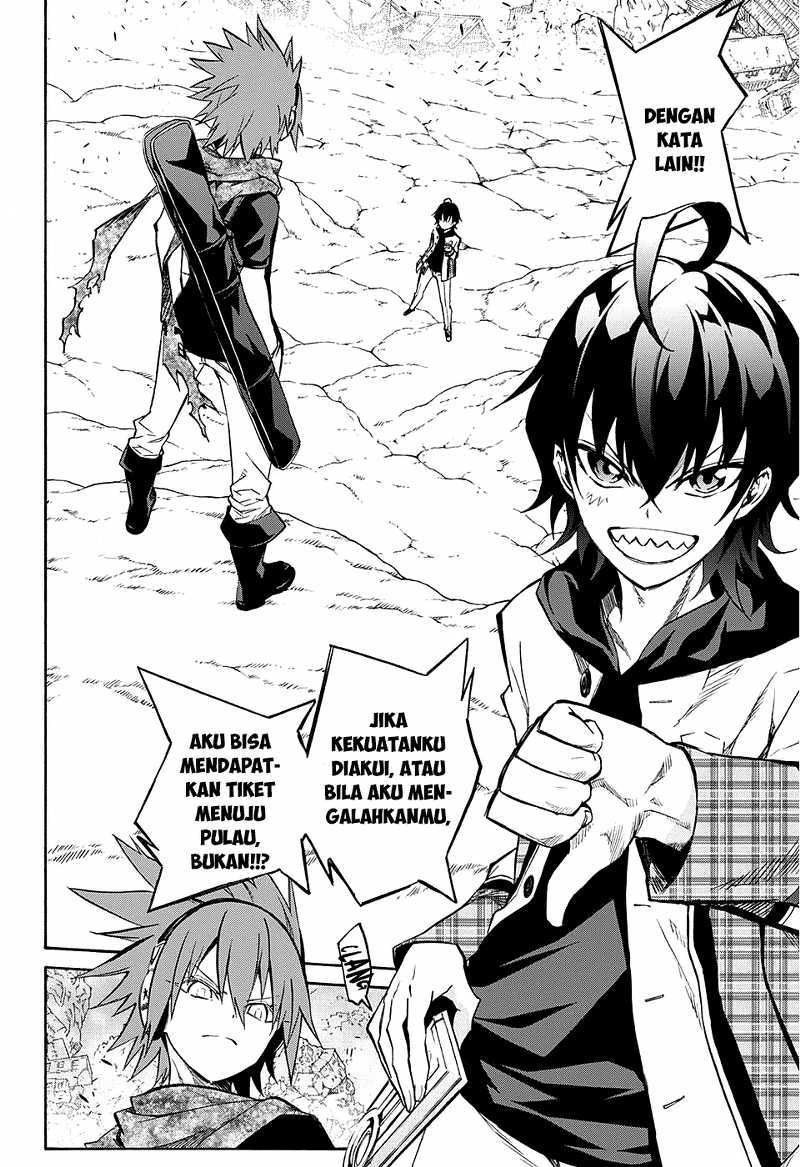 DENGAN
KATA
LAIN!!
JIKA
KEKUATANKU
DIAKUI, ATAU
BILA AKU MEN-
GALAHKANMU,
AKU BISA
MENDAPAT-
KAN TIKET
MENUJU
PULAU,
BUKAN!!?
CLANG